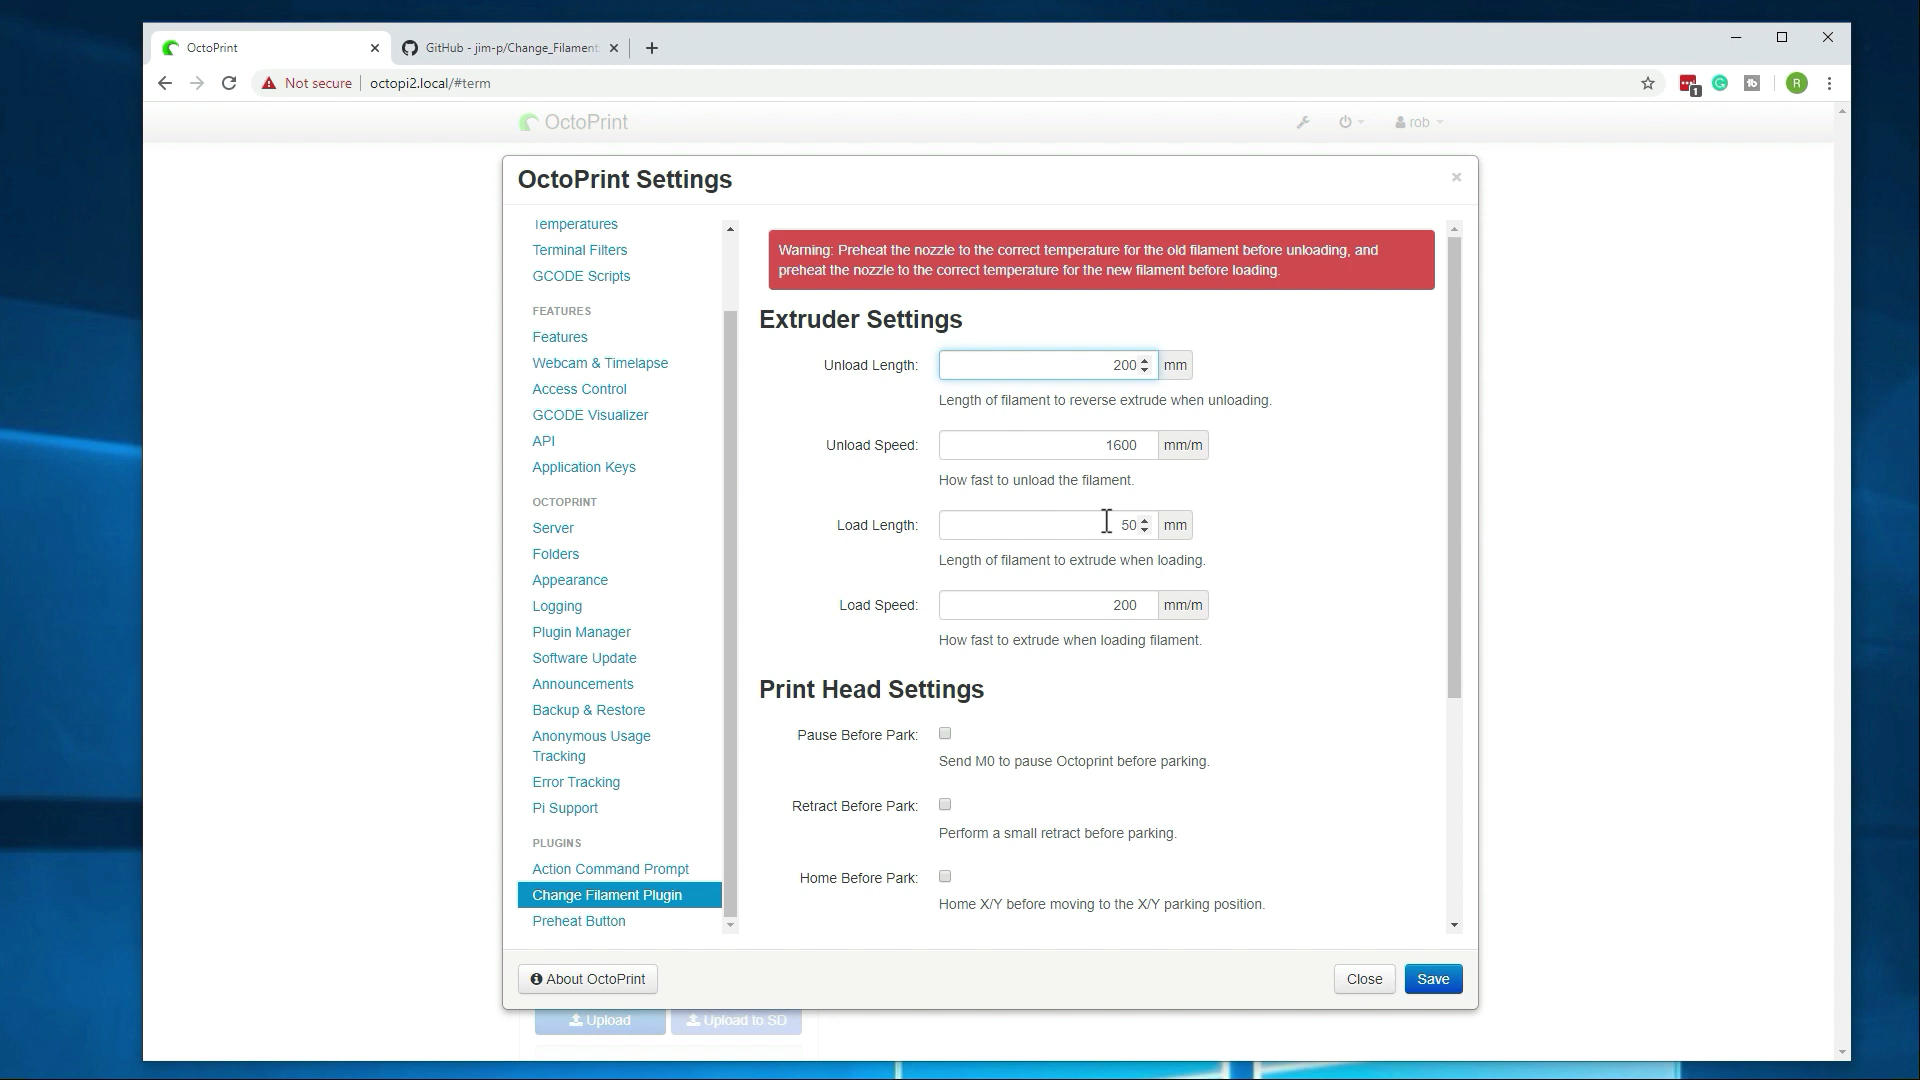 OctoPrint
GitHub - jim-p/Change_Filament
Not secure
octopi2.local/#term
1
R
OctoPrint
rob
OctoPrint Settings
Temperatures
Terminal Filters
GCODE Scripts
FEATURES
Features
Webcam & Timelapse
Access Control
GCODE Visualizer
API
Application Keys
OCTOPRINT
Server
Folders
Appearance
Logging
Plugin Manager
Software Update
Announcements
Backup & Restore
Anonymous Usage
Tracking
Error Tracking
Pi Support
PLUGINS
Action Command Prompt
Change Filament Plugin
Preheat Button
Warning: Preheat the nozzle to the correct temperature for the old filament before unloading, and
preheat the nozzle to the correct temperature for the new filament before loading.
Extruder Settings
Unload Length: 200 mm
Length of filament to reverse extrude when unloading.
Unload Speed: 1600 mm/m
How fast to unload the filament.
Load Length: 50 mm
Length of filament to extrude when loading.
Load Speed: 200 mm/m
How fast to extrude when loading filament.
Print Head Settings
Pause Before Park:
Send M0 to pause Octoprint before parking.
Retract Before Park:
Perform a small retract before parking.
Home Before Park:
Home X/Y before moving to the X/Y parking position.
About OctoPrint
Close
Save
Upload
Upload to SD